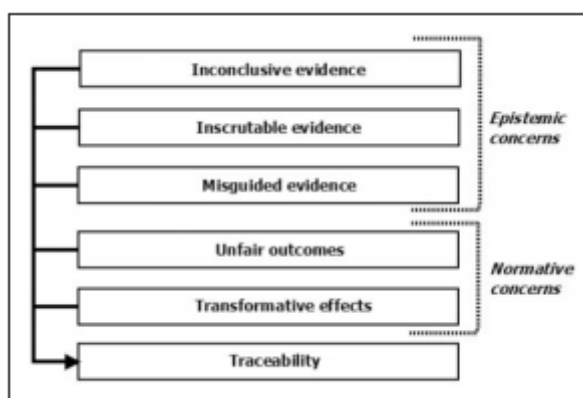 Inconclusive evidence
Inscrutable evidence
Epistemic
concerns
Misguided evidence
Unfair outcomes
Normative
concerns
Transformative effects
Traceability